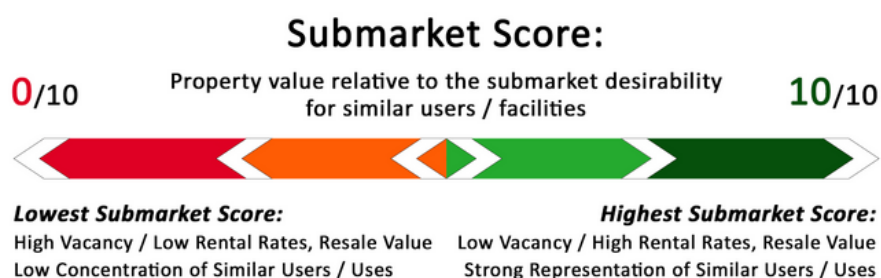 Submarket Score:
0/10
Property value relative to the submarket desirability
for similar users / facilities
10/10
Lowest Submarket Score:
High Vacancy / Low Rental Rates, Resale Value
Low Concentration of Similar Users / Uses
Highest Submarket Score:
Low Vacancy / High Rental Rates, Resale Value
Strong Representation of Similar Users / Uses